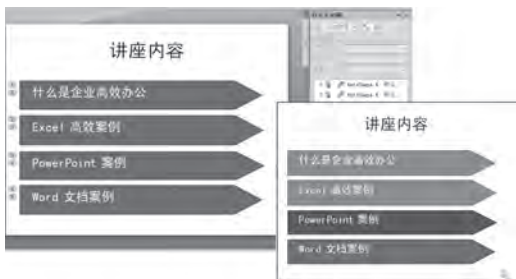 讲座内容
什么是企业高效办公
Excel 高效案例
PowerPoint 案例
Word 文档案例
讲座内容
什么是企业高效办公
Excel 高效案例
PowerPoint 案例
Word 文档案例